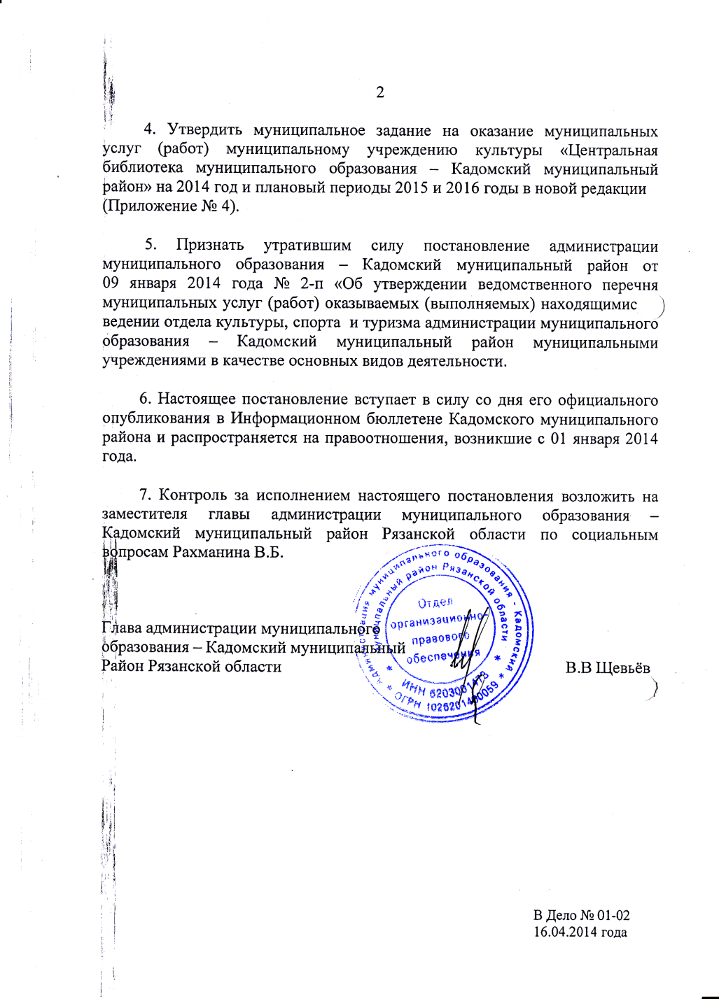 2
4. Утвердить муниципальное задание на оказание муниципальных
услуг (работ) муниципальному учреждению культуры «Центральная
библиотека муниципального образования – Кадомский муниципальный
район» на 2014 год и плановый периоды 2015 и 2016 годы в новой редакции
(Приложение № 4).
5. Признать утратившим силу постановление администрации
муниципального образования – Кадомский муниципальный район от
09 января 2014 года № 2-п «Об утверждении ведомственного перечня
муниципальных услуг (работ) оказываемых (выполняемых) находящимис
ведении отдела культуры, спорта и туризма администрации муниципального
образования – Кадомский муниципальный район муниципальными
учреждениями в качестве основных видов деятельности.
6. Настоящее постановление вступает в силу со дня его официального
опубликования в Информационном бюллетене Кадомского муниципального
района и распространяется на правоотношения, возникшие с 01 января 2014
года.
7. Контроль за исполнением настоящего постановления возложить на
заместителя главы администрации муниципального образования –
Кадомский муниципальный район Рязанской области по социальным
вопросам Рахманина В.Б.
Глава администрации муниципального
образования – Кадомский муниципальный
Район Рязанской области
В.В Щевьёв
Администрация муниципального образования - Кадомский
муниципальный район Рязанской области
Отдел
организационно-
правового
обеспечения
* ИНН 6203001473 *
* ОГРН 1026201400059 *
В Дело № 01-02
16.04.2014 года